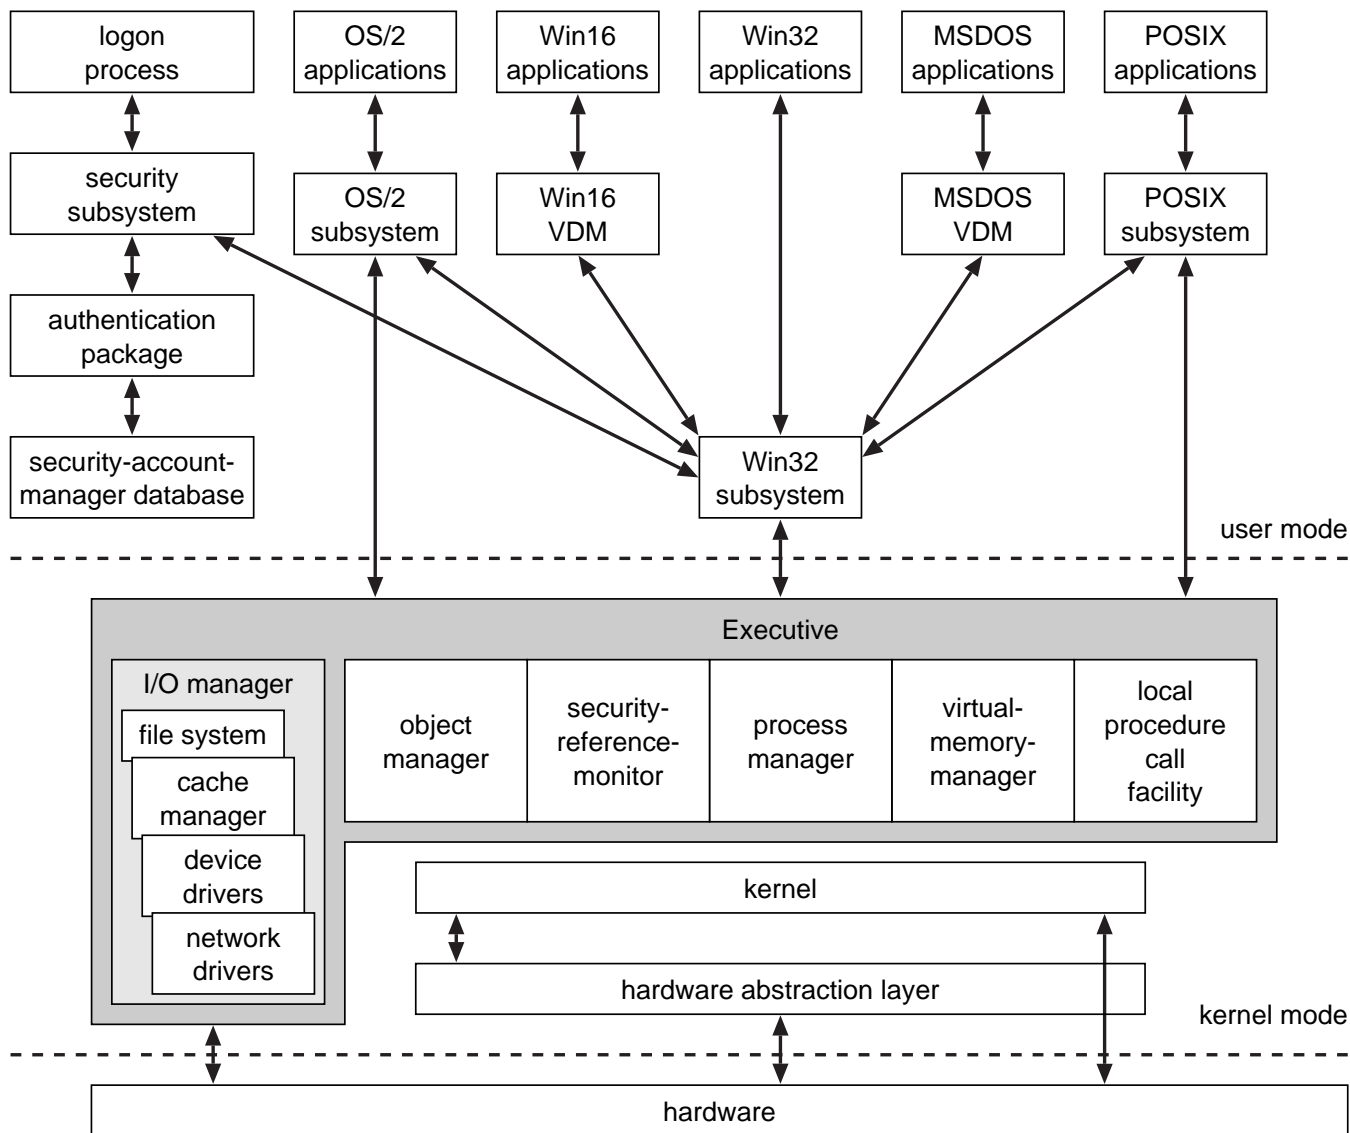 logon
process
OS/2
applications
Win16
applications
Win32
applications
MSDOS
applications
POSIX
applications
security
subsystem
OS/2
subsystem
Win16
VDM
MSDOS
VDM
POSIX
subsystem
authentication
package
security-account-
manager database
Win32
subsystem
user mode
Executive
I/O manager
file system
cache
manager
device
drivers
network
drivers
object
manager
security-
reference-
monitor
process
manager
virtual-
memory-
manager
local
procedure
call
facility
kernel
hardware abstraction layer
kernel mode
hardware